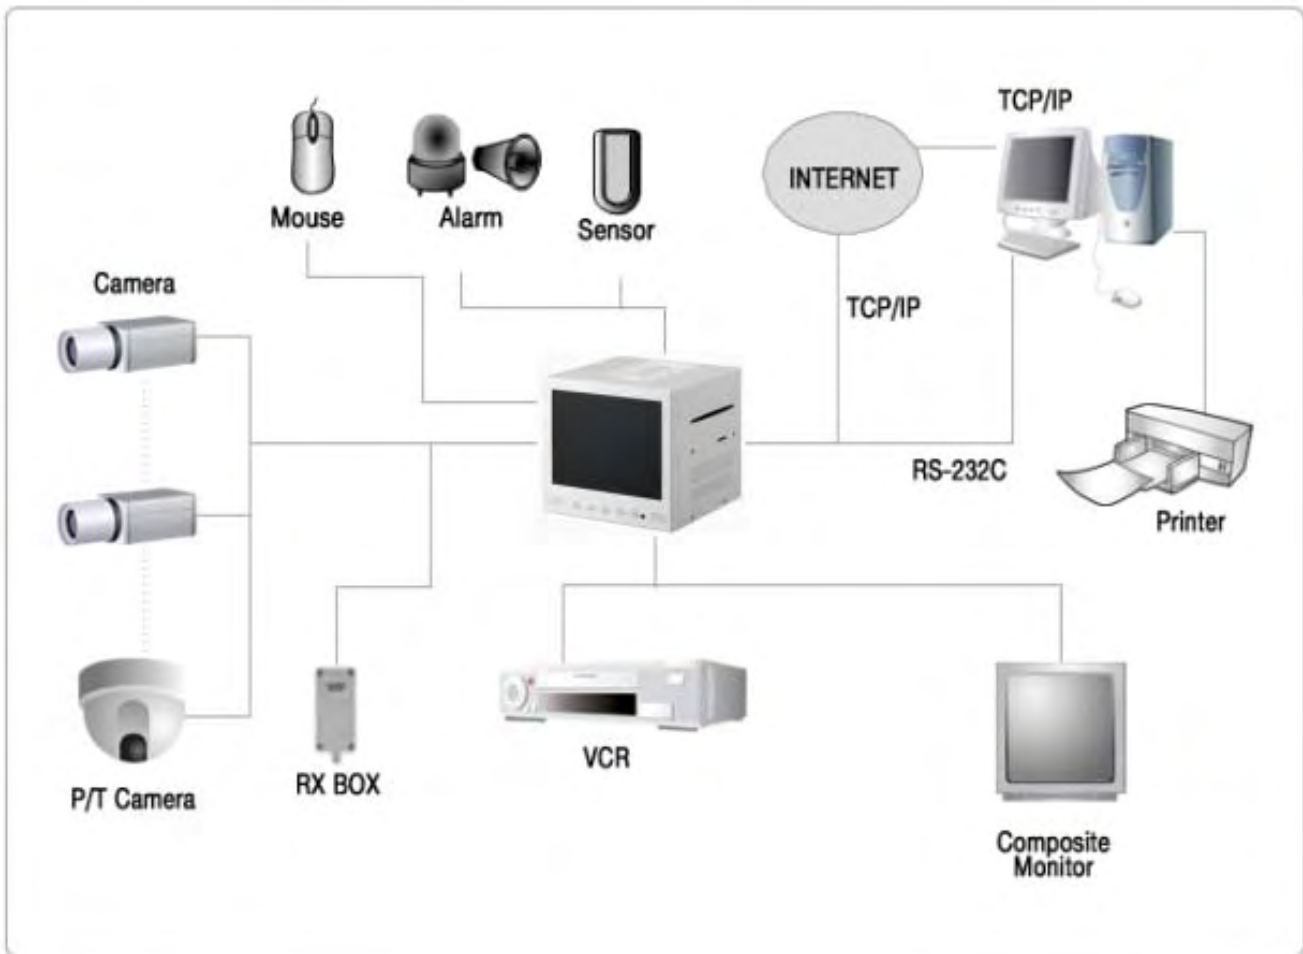 TCP/IP
INTERNET
Mouse
Alarm
Sensor
Camera
TCP/IP
RS-232C
Printer
VCR
RX BOX
P/T Camera
Composite
Monitor